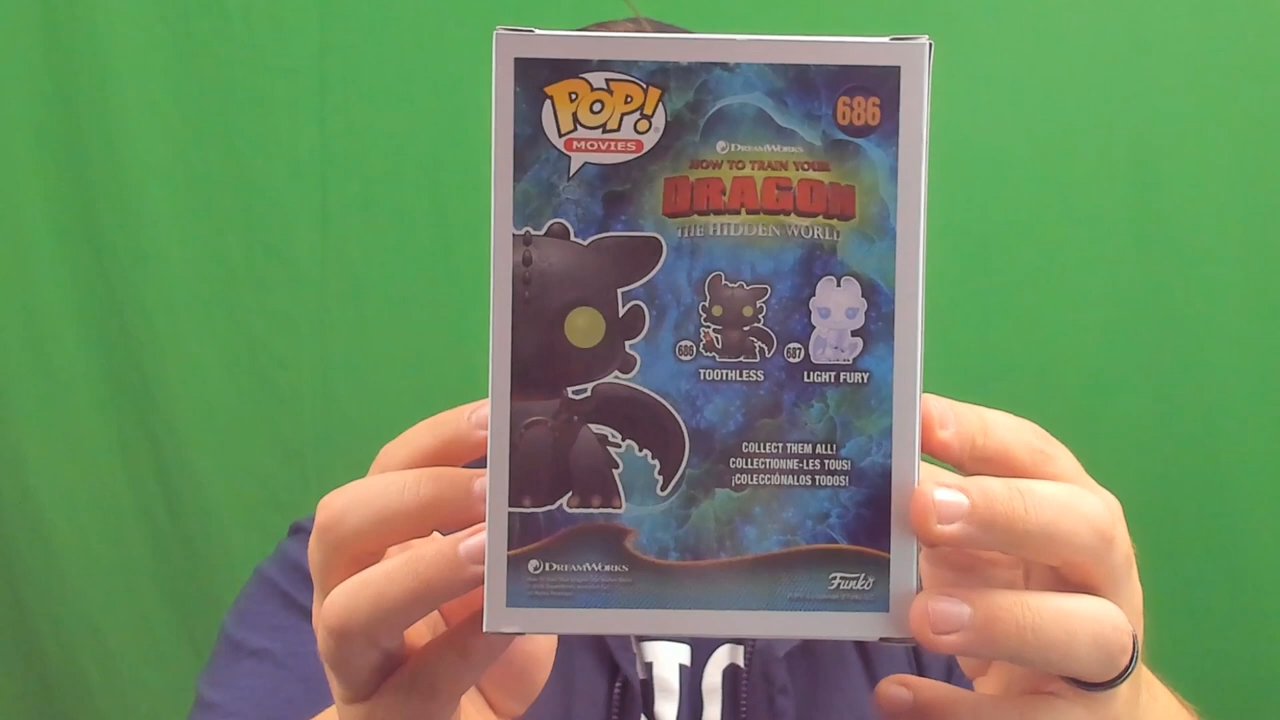 POP!
MOVIES
686
DREAMWORKS
HOW TO TRAIN YOUR
DRAGON
THE HIDDEN WORLD
686
687
TOOTHLESS
LIGHT FURY
COLLECT THEM ALL!
COLLECTIONNE-LES TOUS!
¡COLECCIÓNALOS TODOS!
DREAMWORKS
Funko